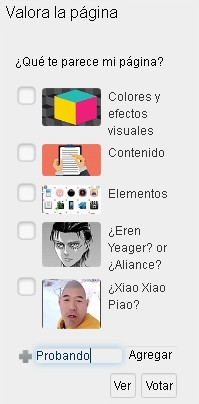 Valora la página
¿Qué te parece mi página?
Colores y
efectos
visuales
Contenido
Elementos
¿Eren
Yeager? or
¿Aliance?
¿Xiao Xiao
Piao?
Probando Agregar
Ver Votar